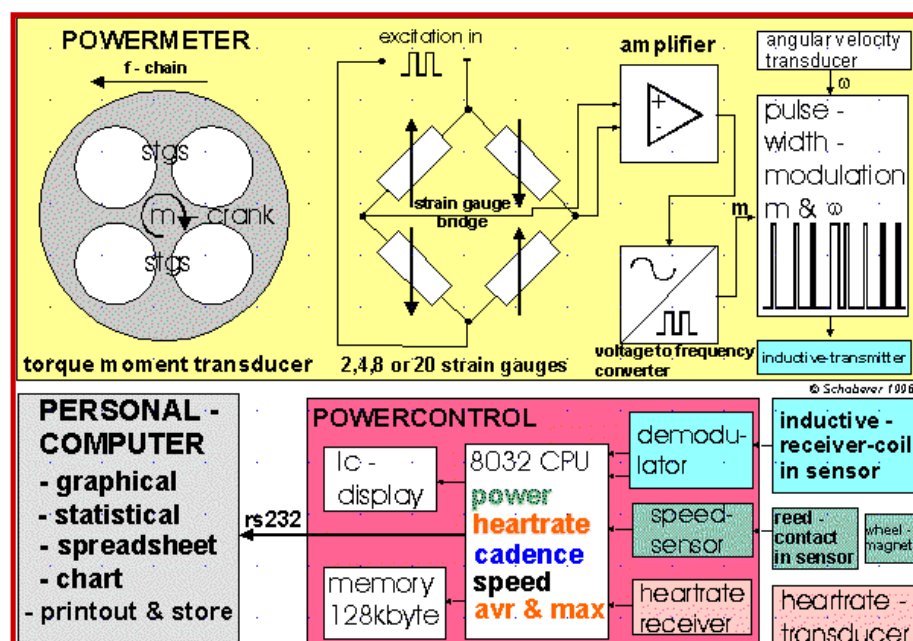 POWERMETER
f - chain
stgs
m
crank
stgs
torque moment transducer
excitation in
strain gauge
bridge
2,4,8 or 20 strain gauges
amplifier
+
-
voltage to frequency
converter
m
angular velocity
transducer
ω
pulse -
width -
modulation
m & ω
inductive-transmitter
© Schoberer 1996
PERSONAL -
COMPUTER
- graphical
- statistical
- spreadsheet
- chart
- printout & store
rs232
POWERCONTROL
lc -
display
memory
128kbyte
8032 CPU
power
heartrate
cadence
speed
avr & max
demodu-
lator
speed-
sensor
heartrate
receiver
inductive -
receiver-coil
in sensor
reed -
contact
in sensor
wheel -
magnet
heartrate -
transducer